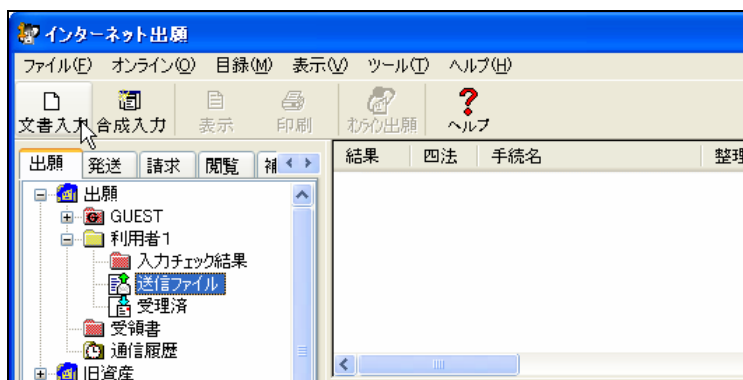 インターネット出願
ファイル(F) オンライン(O) 目録(M) 表示(V) ツール(T) ヘルプ(H)
文書入力 合成入力 表示 印刷 オンライン出願 ヘルプ
出願 発送 請求 閲覧 補
結果 四法 手続名 整理
出願
GUEST
利用者1
入力チェック結果
送信ファイル
受理済
受領書
通信履歴
旧資産